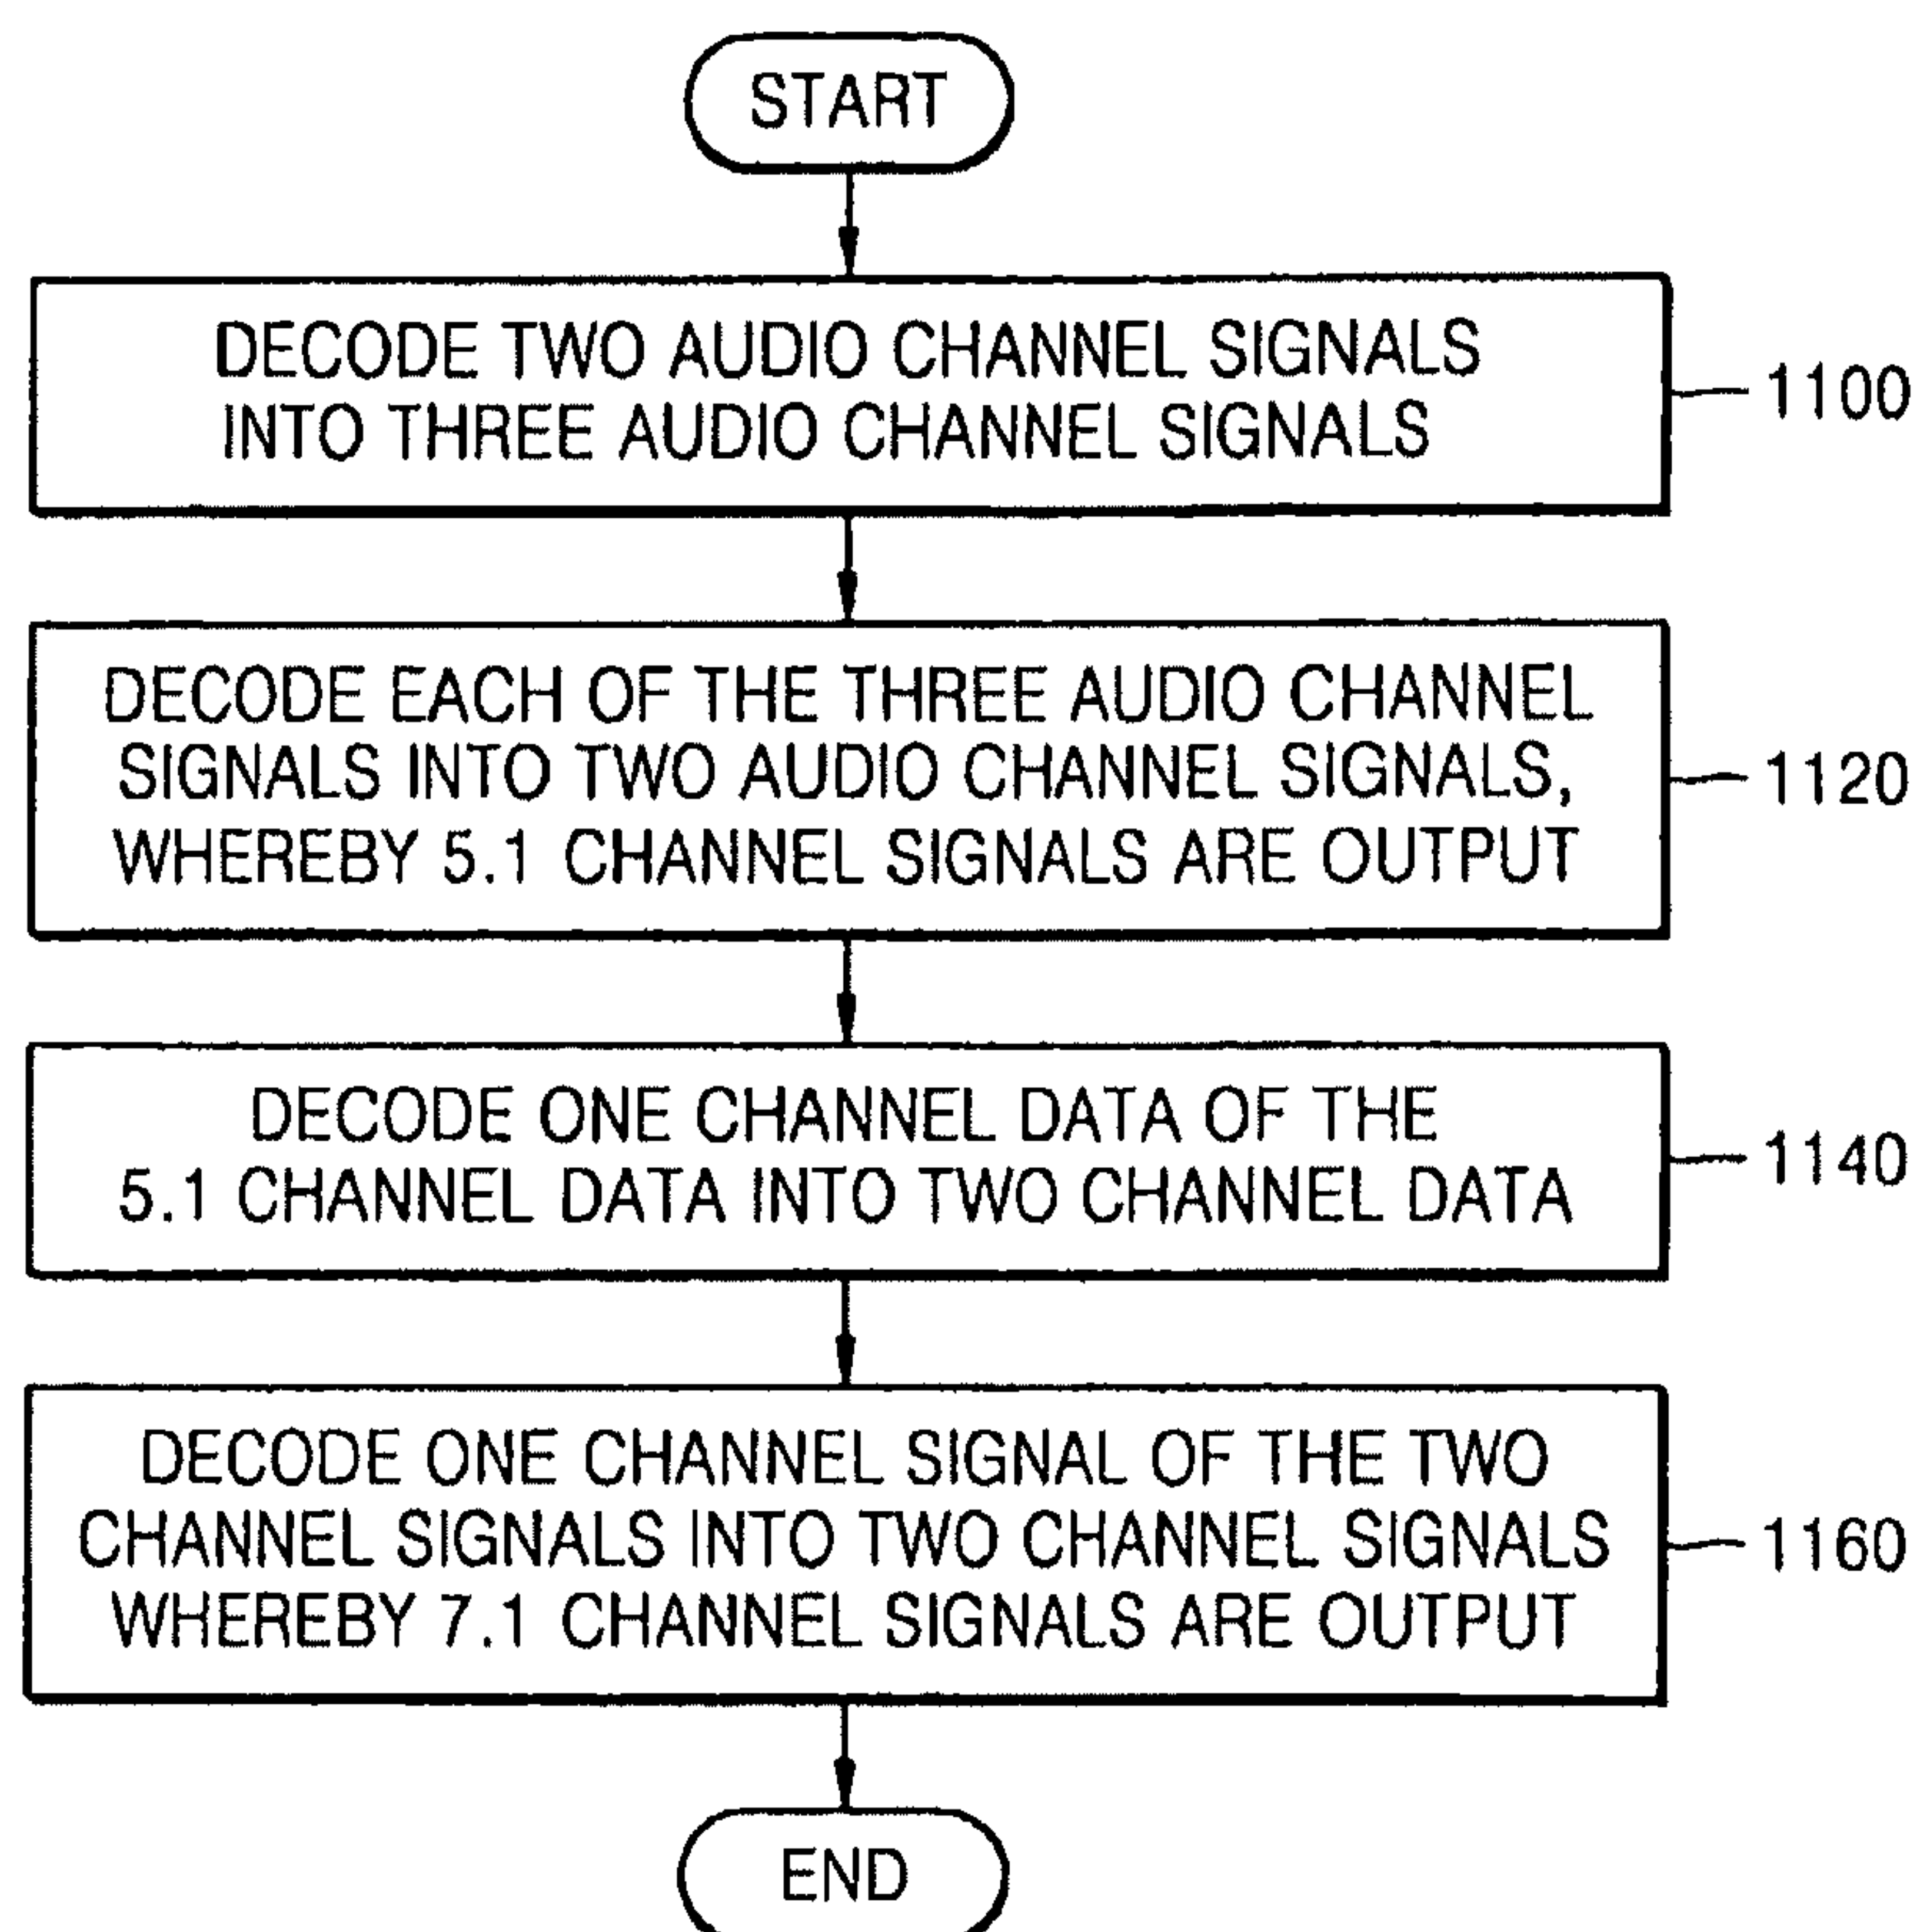 START
DECODE TWO AUDIO CHANNEL SIGNALS
INTO THREE AUDIO CHANNEL SIGNALS
1100
DECODE EACH OF THE THREE AUDIO CHANNEL
SIGNALS INTO TWO AUDIO CHANNEL SIGNALS,
WHEREBY 5.1 CHANNEL SIGNALS ARE OUTPUT
1120
DECODE ONE CHANNEL DATA OF THE
5.1 CHANNEL DATA INTO TWO CHANNEL DATA
1140
DECODE ONE CHANNEL SIGNAL OF THE TWO
CHANNEL SIGNALS INTO TWO CHANNEL SIGNALS
WHEREBY 7.1 CHANNEL SIGNALS ARE OUTPUT
1160
END